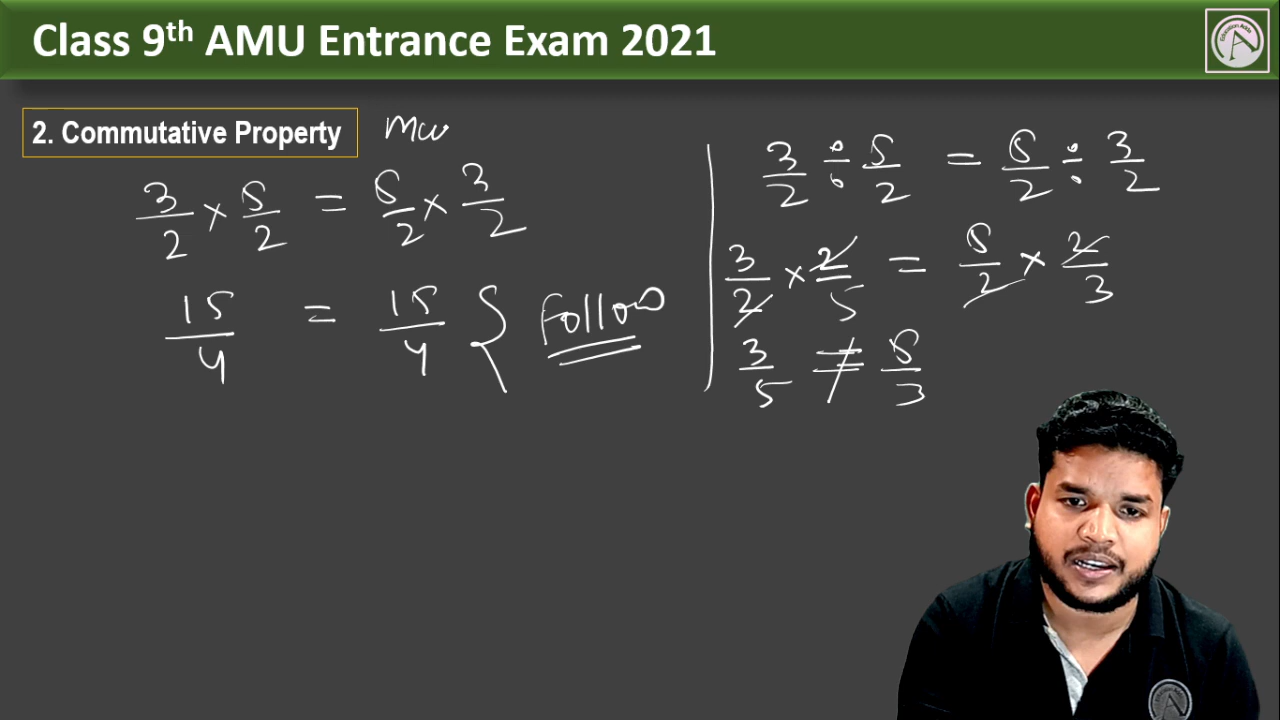 Class 9th AMU Entrance Exam 2021
Education Adda
A
2. Commutative Property
3/2 × 5/2 = 5/2 × 3/2
15/4 = 15/4 { Follow
3/2 ÷ 5/2 = 5/2 ÷ 3/2
3/2 × 2/5 = 5/2 × 2/3
3/5 ≠ 5/3
A